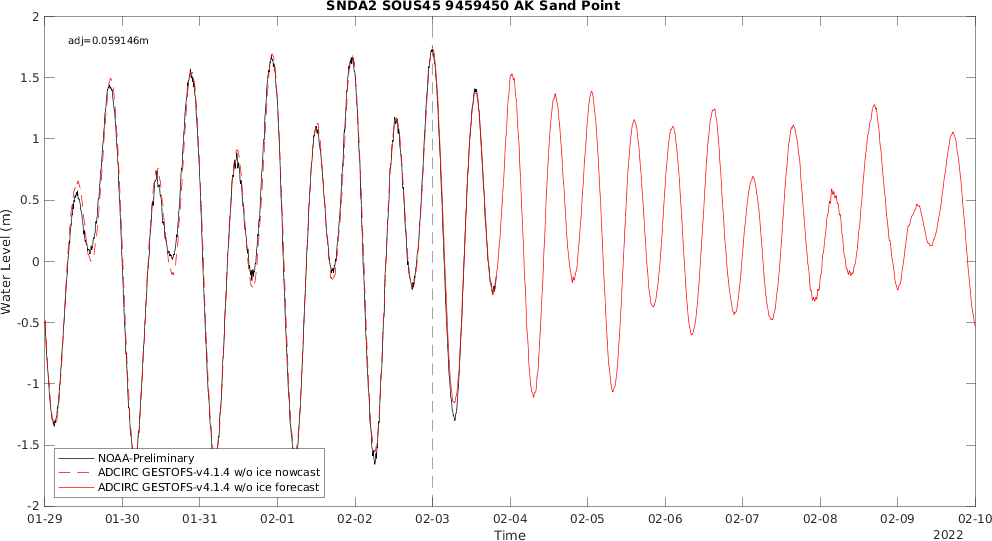 SNDA2 SOUS45 9459450 AK Sand Point
adj=0.059146m
2
1.5
1
0.5
0
-0.5
-1
-1.5
-2
Water Level (m)
NOAA-Preliminary
ADCIRC GESTOFS-v4.1.4 w/o ice nowcast
ADCIRC GESTOFS-v4.1.4 w/o ice forecast
01-29 01-30 01-31 02-01 02-02 02-03 02-04 02-05 02-06 02-07 02-08 02-09 02-10
Time
2022